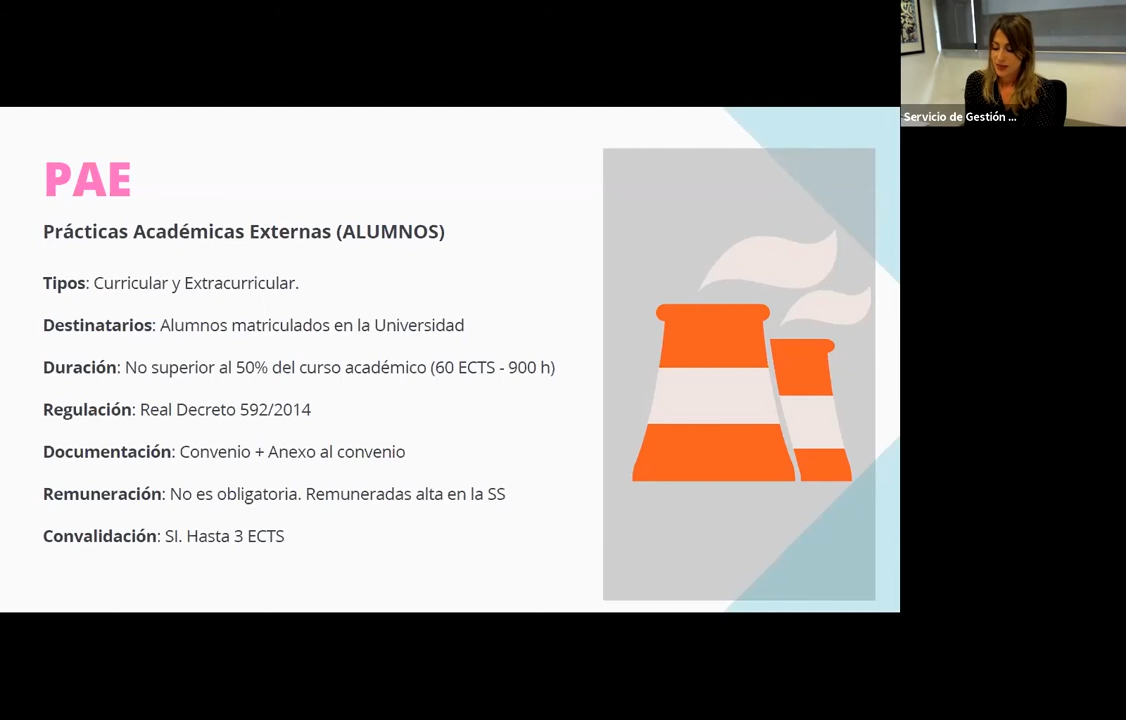 PAE
Prácticas Académicas Externas (ALUMNOS)
Tipos: Curricular y Extracurricular.
Destinatarios: Alumnos matriculados en la Universidad
Duración: No superior al 50% del curso académico (60 ECTS - 900 h)
Regulación: Real Decreto 592/2014
Documentación: Convenio + Anexo al convenio
Remuneración: No es obligatoria. Remuneradas alta en la SS
Convalidación: SI. Hasta 3 ECTS
Servicio de Gestión ...